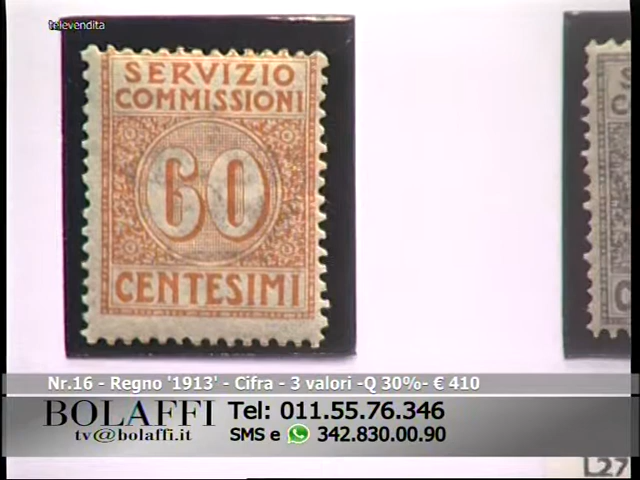 televendita
SERVIZIO
COMMISSIONI
60
CENTESIMI
Nr.16 - Regno '1913' - Cifra - 3 valori -Q 30%- € 410
BOLAFFI Tel: 011.55.76.346
tv@bolaffi.it SMS e 342.830.00.90
L27